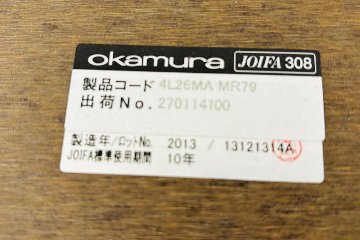 okamura JOIFA 308
製品コード 4L26MA MR79
出荷No. 270114100
製造年/ロットNo. 2013 / 13121314A
JOIFA標準使用期間 10年